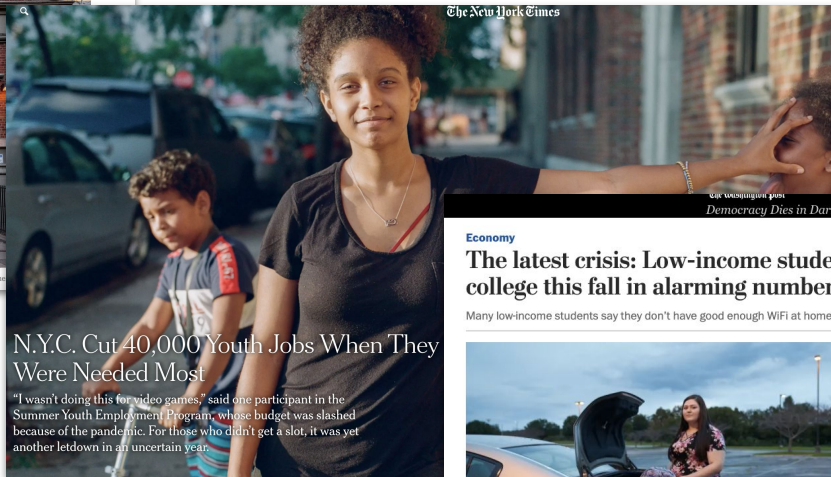 The New York Times
N.Y.C. Cut 40,000 Youth Jobs When They
Were Needed Most
“I wasn’t doing this for video games,” said one participant in the
Summer Youth Employment Program, whose budget was slashed
because of the pandemic. For those who didn’t get a slot, it was yet
another letdown in an uncertain year.
The Washington Post
Democracy Dies in Dar
Economy
The latest crisis: Low-income stude
college this fall in alarming number
Many low-income students say they don’t have good enough WiFi at home